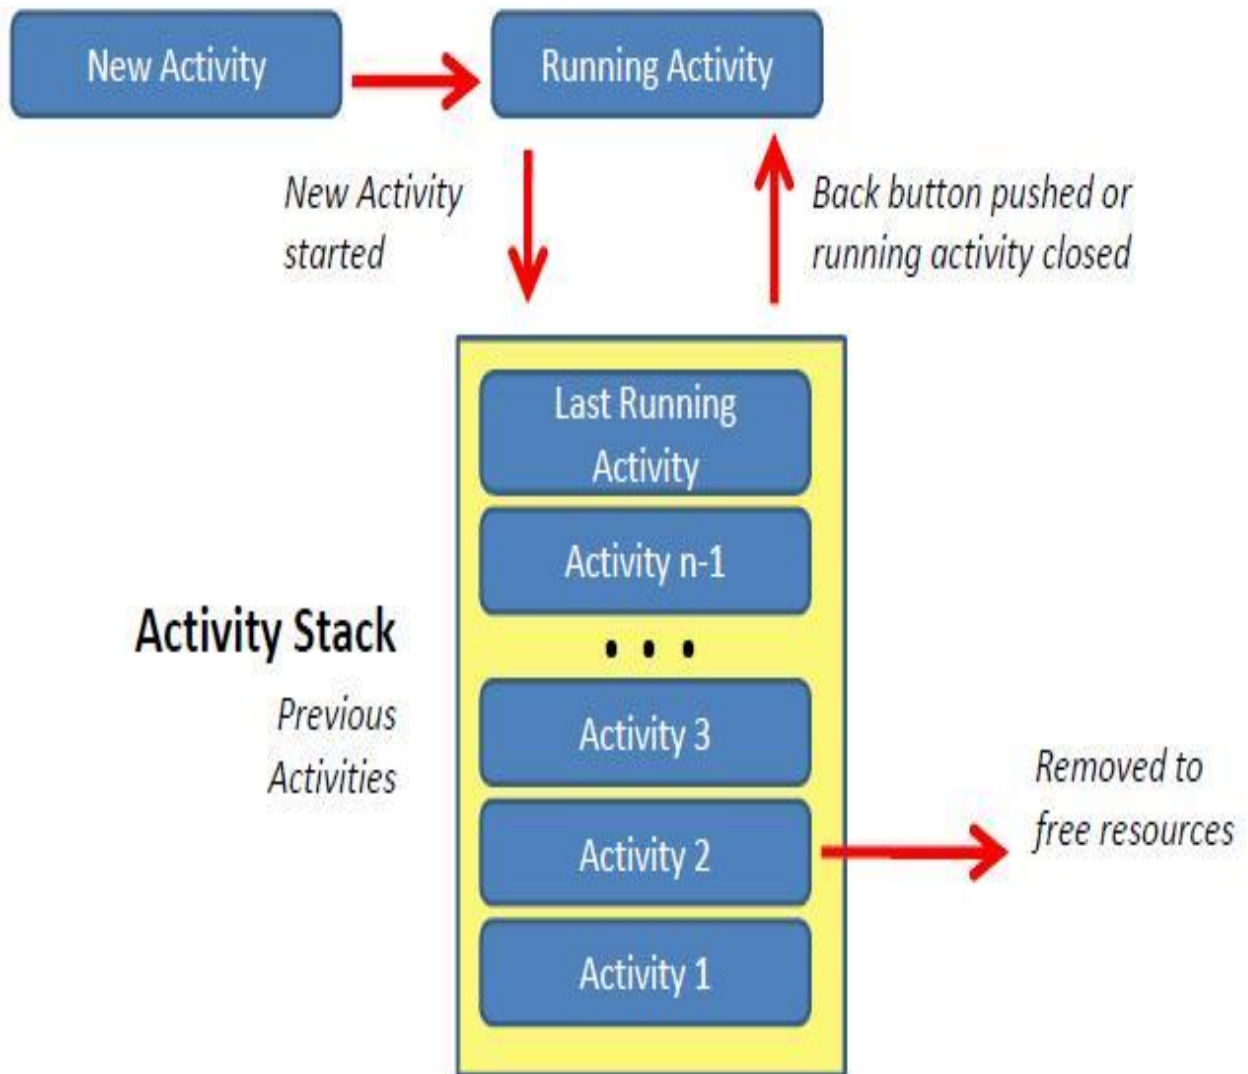 New Activity
Running Activity
New Activity
started
Back button pushed or
running activity closed
Last Running
Activity
Activity n-1
. . .
Activity Stack
Previous
Activities
Activity 3
Removed to
free resources
Activity 2
Activity 1